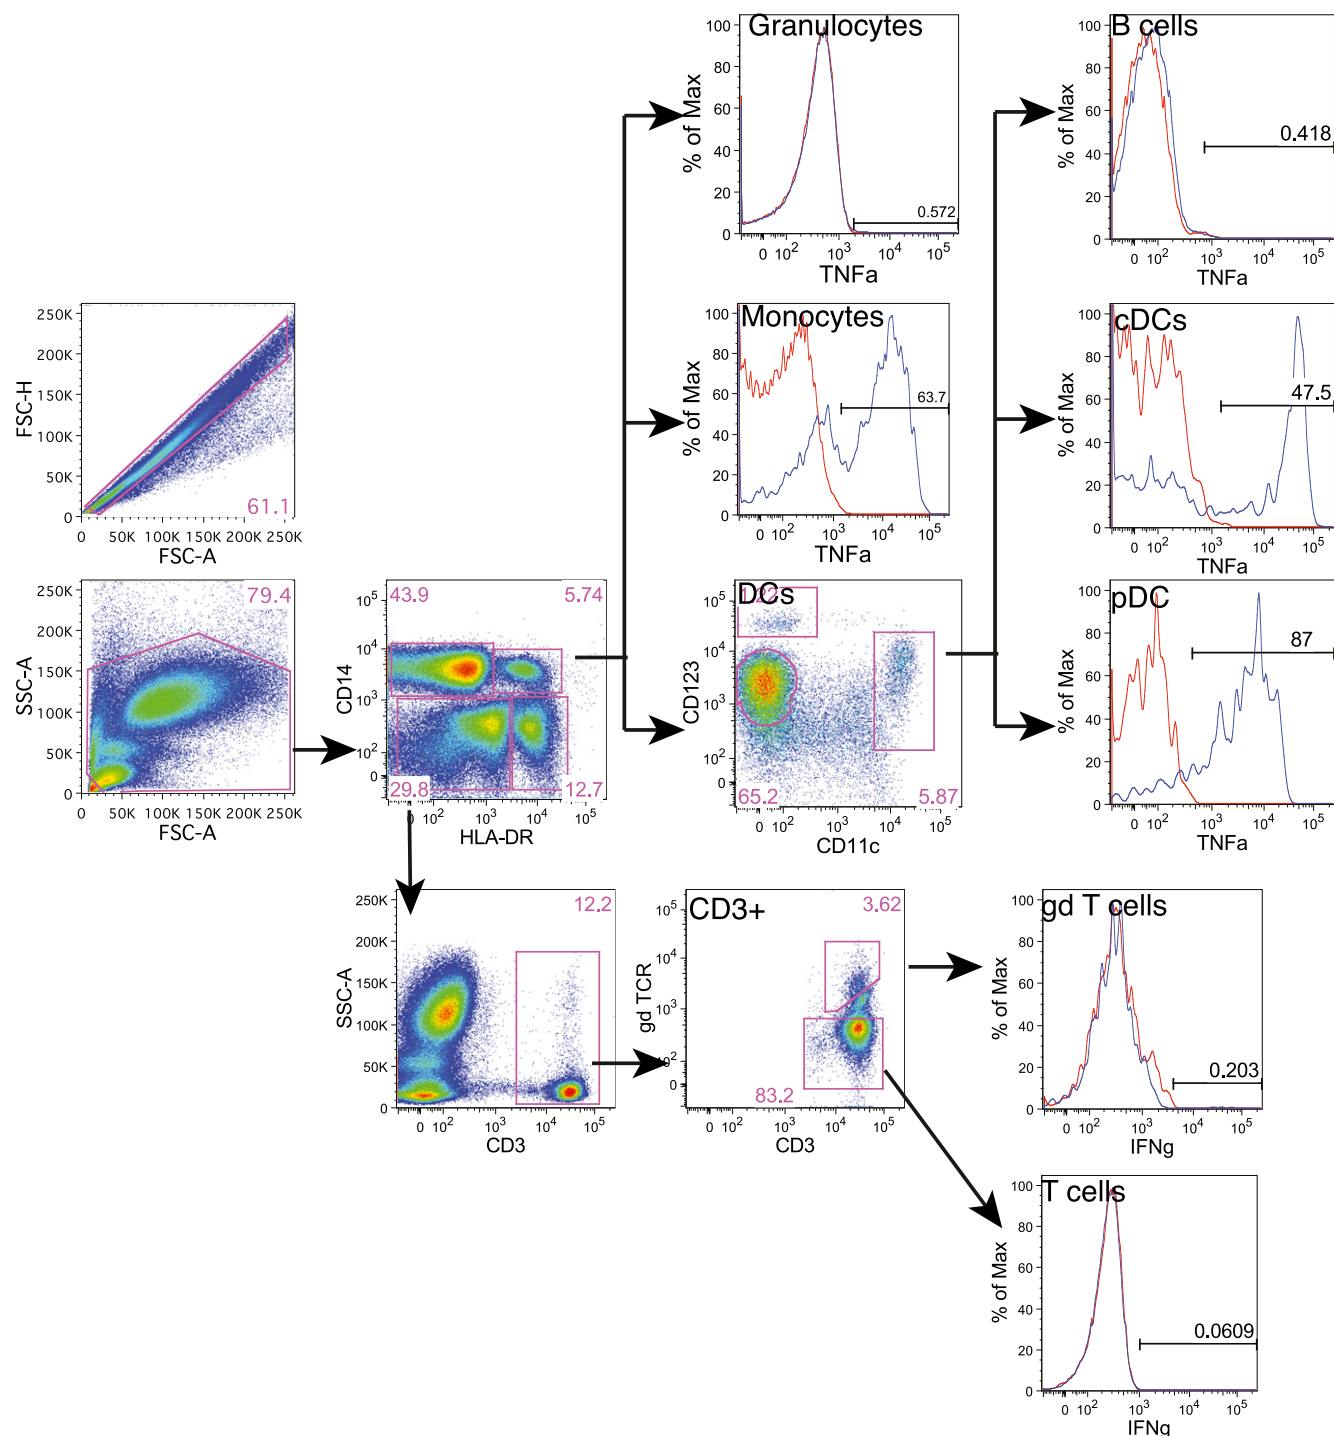 Granulocytes
% of Max
100
80
60
40
20
0
0.572
0 10² 10³ 10⁴ 10⁵
TNFa
B cells
% of Max
100
80
60
40
20
0
0.418
0 10² 10³ 10⁴ 10⁵
TNFa
FSC-H
250K
200K
150K
100K
50K
0
61.1
0 50K 100K 150K 200K 250K
FSC-A
Monocytes
% of Max
100
80
60
40
20
0
63.7
0 10² 10³ 10⁴ 10⁵
TNFa
cDCs
% of Max
100
80
60
40
20
0
47.5
0 10² 10³ 10⁴ 10⁵
TNFa
SSC-A
250K
200K
150K
100K
50K
0
79.4
0 50K 100K 150K 200K 250K
FSC-A
CD14
10⁵
10⁴
10³
10²
0
43.9 5.74
29.8 12.7
0 10² 10³ 10⁴ 10⁵
HLA-DR
DCs
CD123
10⁵
10⁴
10³
10²
0
65.2 5.87
0 10² 10³ 10⁴ 10⁵
CD11c
pDC
% of Max
100
80
60
40
20
0
87
0 10² 10³ 10⁴ 10⁵
TNFa
SSC-A
250K
200K
150K
100K
50K
0
12.2
0 10² 10³ 10⁴ 10⁵
CD3
CD3+
gd TCR
10⁵
10⁴
10³
10²
0
3.62
83.2
0 10² 10³ 10⁴ 10⁵
CD3
gd T cells
% of Max
100
80
60
40
20
0
0.203
0 10² 10³ 10⁴ 10⁵
IFNg
T cells
% of Max
100
80
60
40
20
0
0.0609
0 10² 10³ 10⁴ 10⁵
IFNg